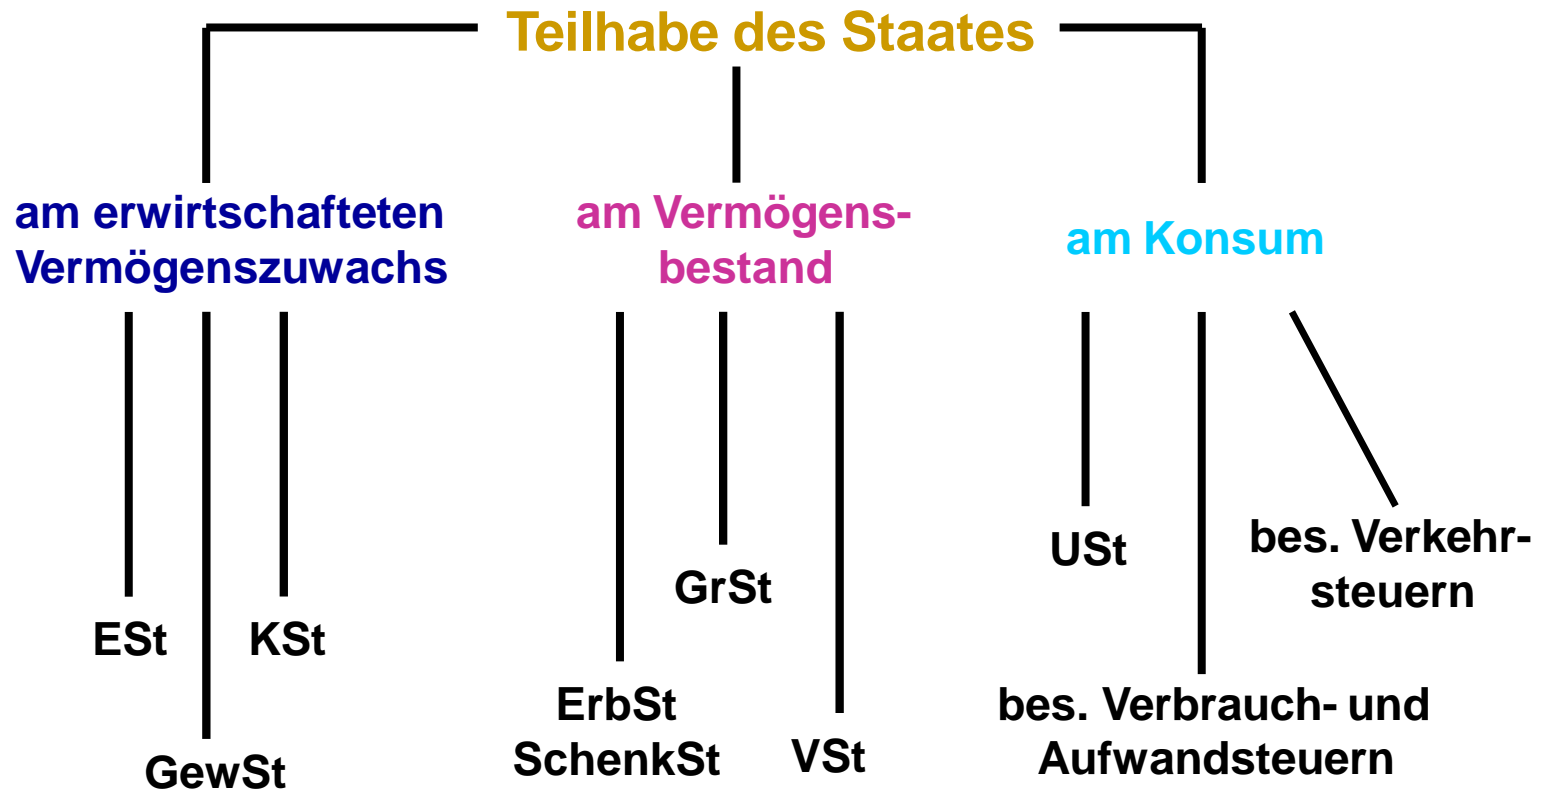 Teilhabe des Staates
am erwirtschafteten
Vermögenszuwachs
am Vermögens-
bestand
am Konsum
ESt
KSt
GewSt
GrSt
ErbSt
SchenkSt
VSt
USt
bes. Verkehr-
steuern
bes. Verbrauch- und
Aufwandsteuern